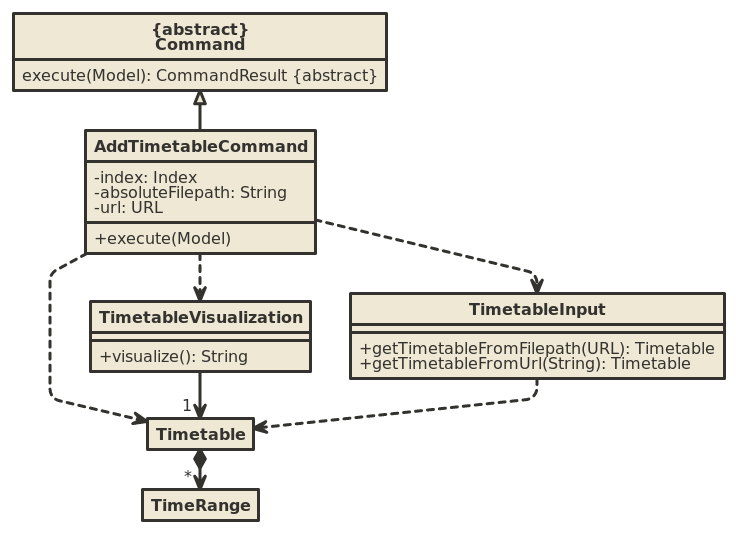 {abstract}
Command
execute(Model): CommandResult {abstract}
AddTimetableCommand
-index: Index
-absoluteFilepath: String
-url: URL
+execute(Model)
TimetableVisualization
+visualize(): String
TimetableInput
+getTimetableFromFilepath(URL): Timetable
+getTimetableFromUrl(String): Timetable
1
Timetable
*
TimeRange